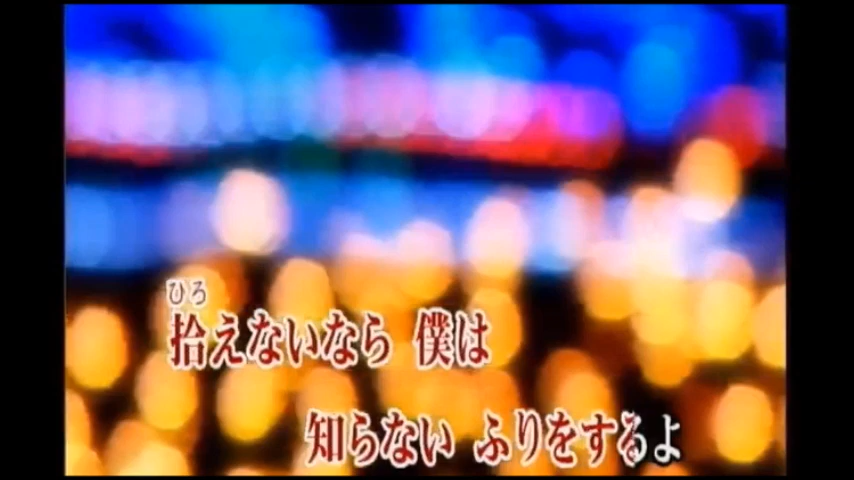 ひろ
拾えないなら 僕は
知らない ふりをするよ